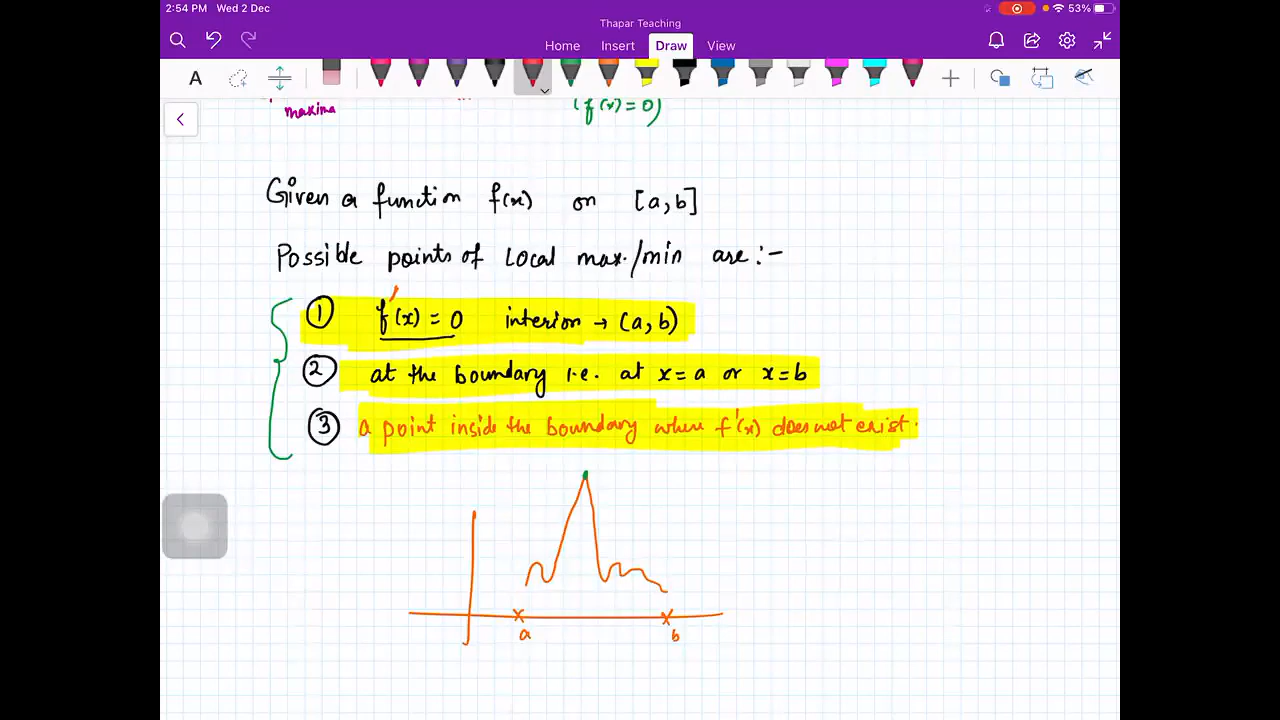 2:54 PM Wed 2 Dec
53%
Thapar Teaching
Home Insert Draw View
A
maxima
(f'(x) = 0)
Given a function f(x) on [a, b]
Possible points of Local max./min are :-
① f'(x) = 0 interior → (a, b)
② at the boundary i.e. at x = a or x = b
③ a point inside the boundary where f'(x) does not exist.
a b